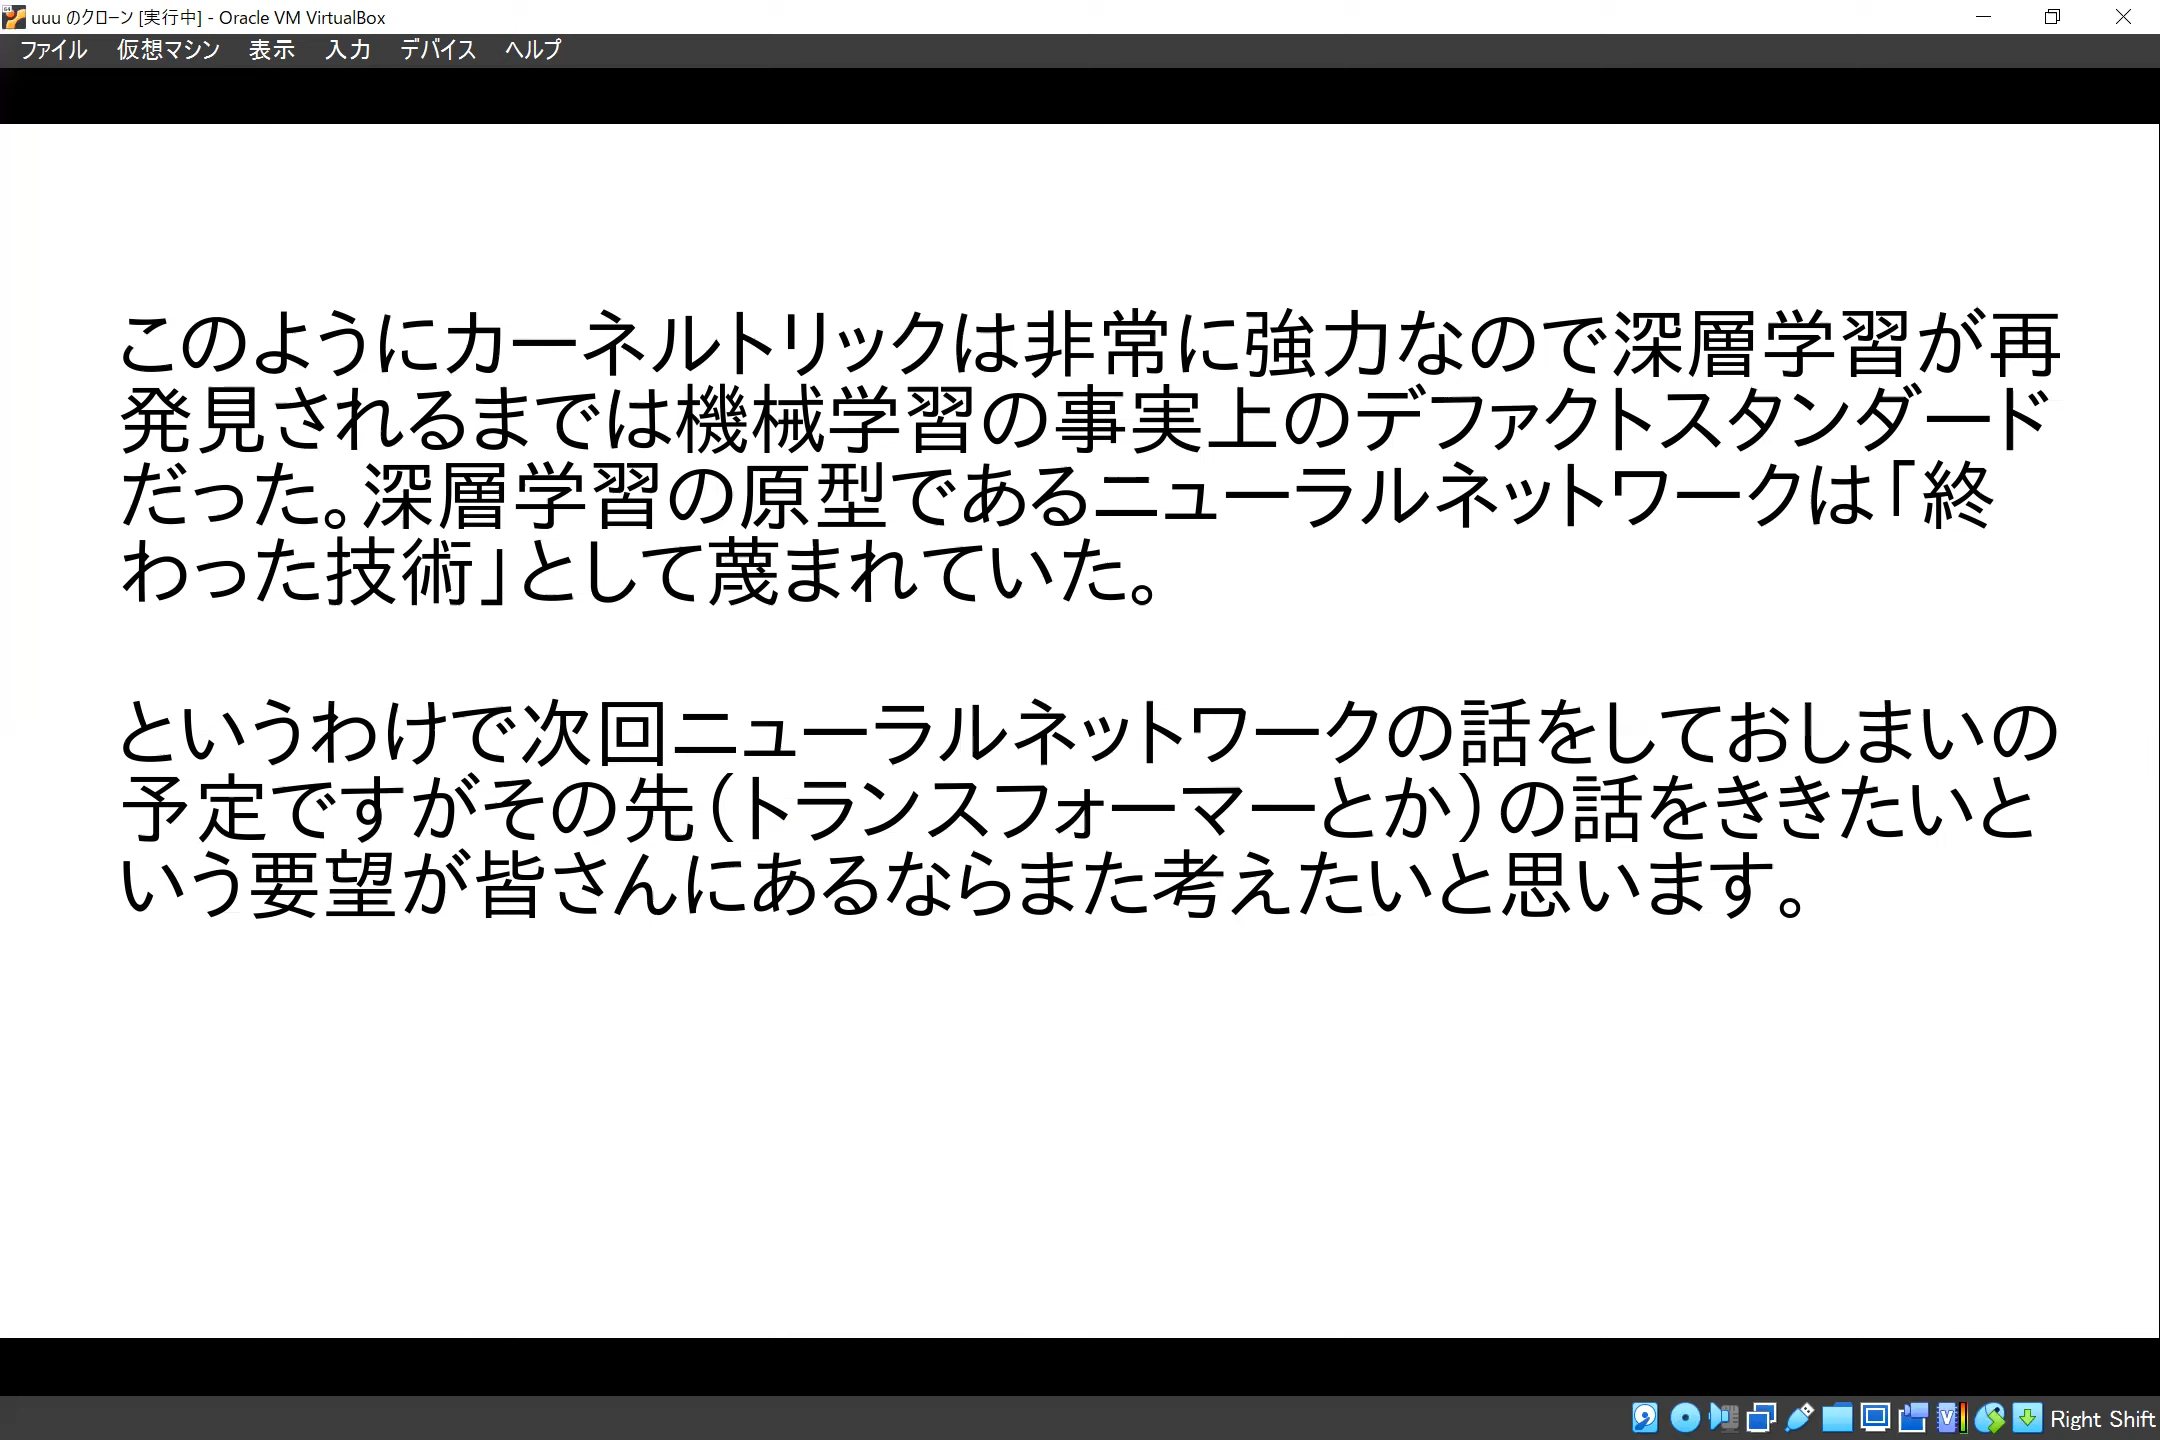 uuu のクローン [実行中] - Oracle VM VirtualBox
ファイル 仮想マシン 表示 入力 デバイス ヘルプ
このようにカーネルトリックは非常に強力なので深層学習が再
発見されるまでは機械学習の事実上のデファクトスタンダード
だった。深層学習の原型であるニューラルネットワークは「終
わった技術」として蔑まれていた。
というわけで次回ニューラルネットワークの話をしておしまいの
予定ですがその先（トランスフォーマーとか）の話をききたいと
いう要望が皆さんにあるならまた考えたいと思います。
Right Shift